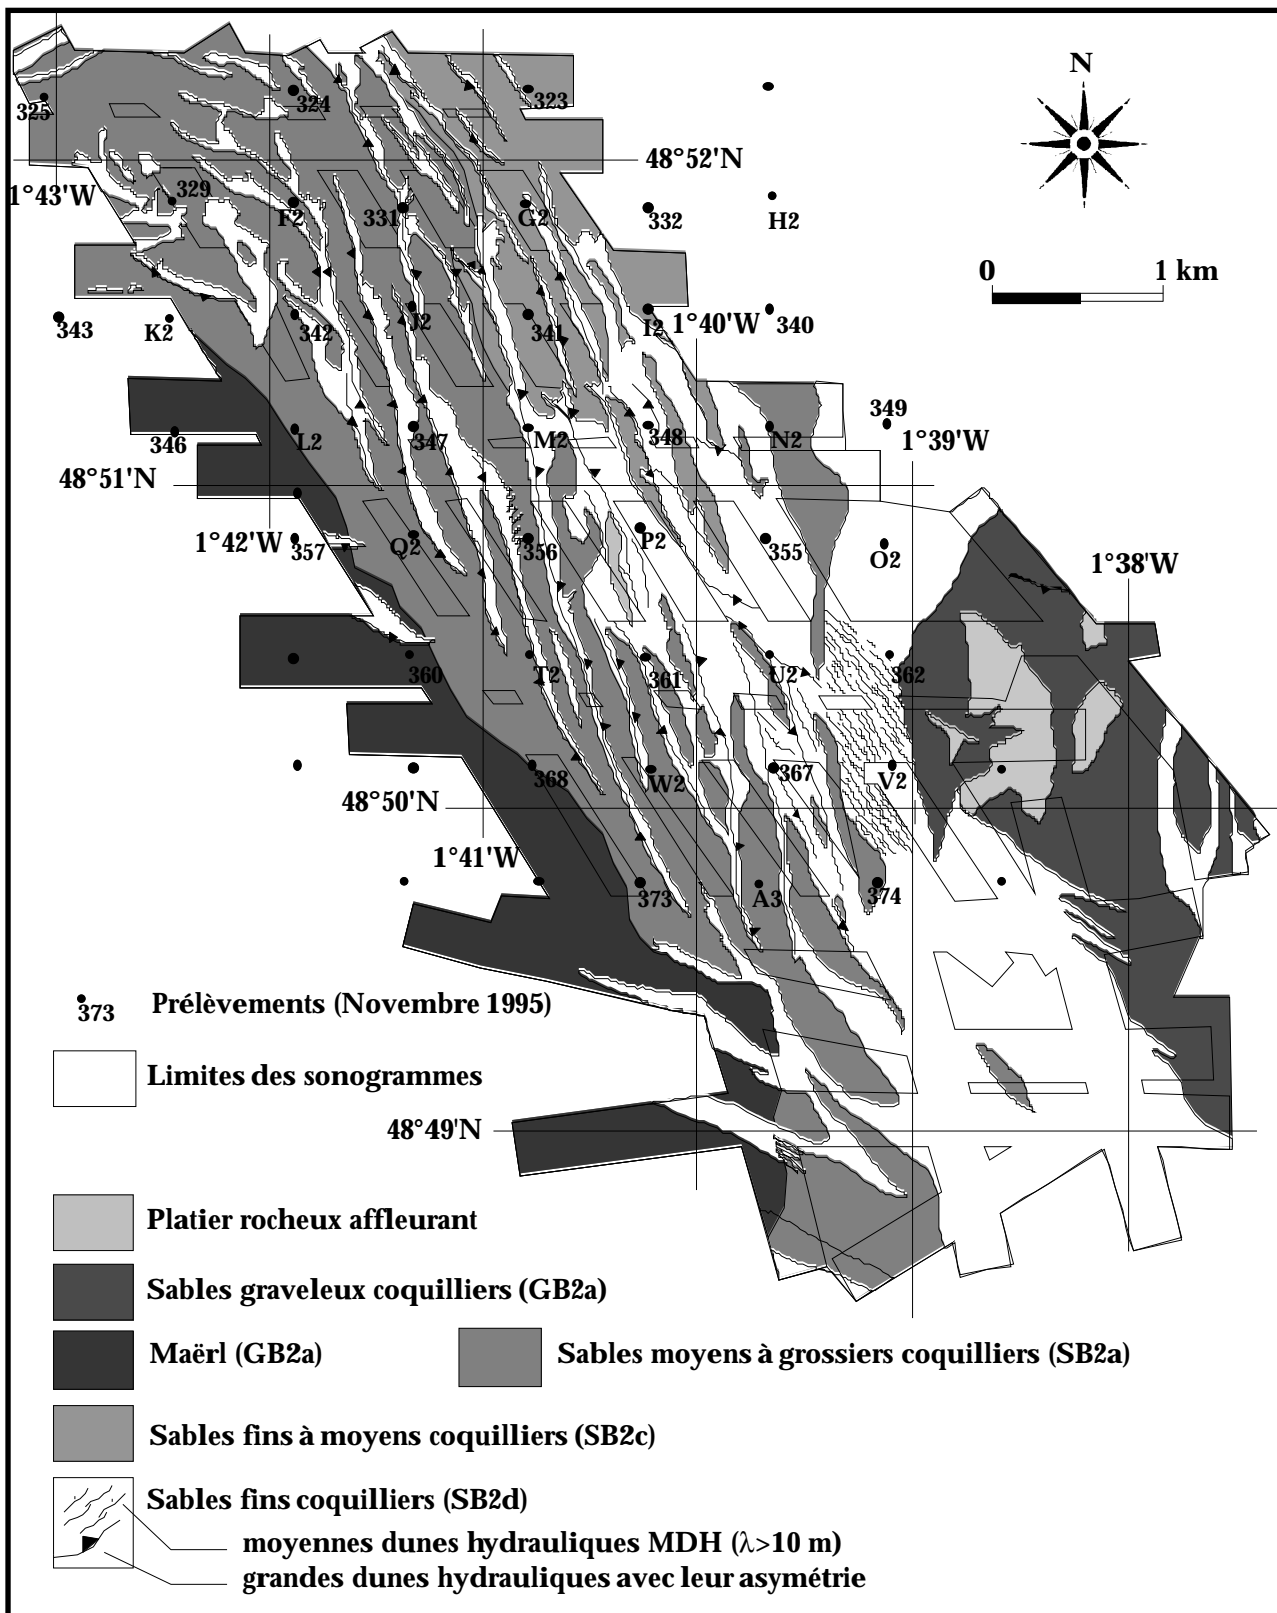 N
324
323
325
48°52'N
1°43'W
329
F2
331
G2
332
H2
0 1 km
343
K2
342
J2
341
I2
1°40'W
340
349
346
L2
347
M2
348
N2
1°39'W
48°51'N
1°42'W
357
Q2
356
P2
355
O2
1°38'W
360
T2
361
U2
362
368
W2
367
V2
48°50'N
1°41'W
373
A3
374
373 Prélèvements (Novembre 1995)
Limites des sonogrammes
48°49'N
Platier rocheux affleurant
Sables graveleux coquilliers (GB2a)
Maërl (GB2a)
Sables moyens à grossiers coquilliers (SB2a)
Sables fins à moyens coquilliers (SB2c)
Sables fins coquilliers (SB2d)
moyennes dunes hydrauliques MDH (λ>10 m)
grandes dunes hydrauliques avec leur asymétrie